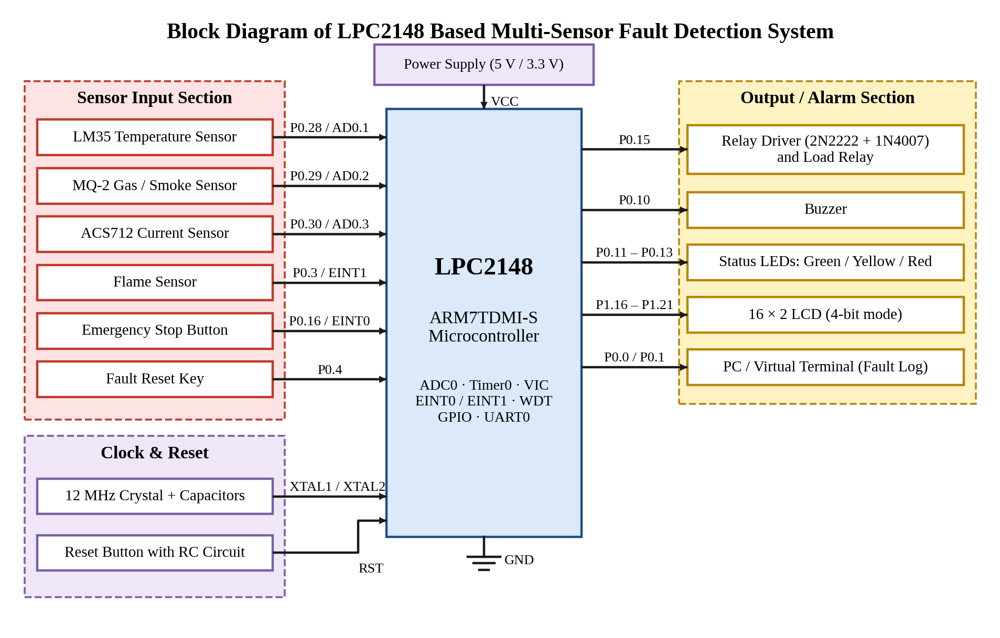 Block Diagram of LPC2148 Based Multi-Sensor Fault Detection System
Power Supply (5 V / 3.3 V)
VCC
Sensor Input Section
LM35 Temperature Sensor
P0.28 / AD0.1
MQ-2 Gas / Smoke Sensor
P0.29 / AD0.2
ACS712 Current Sensor
P0.30 / AD0.3
Flame Sensor
P0.3 / EINT1
Emergency Stop Button
P0.16 / EINT0
Fault Reset Key
P0.4
Clock & Reset
12 MHz Crystal + Capacitors
XTAL1 / XTAL2
Reset Button with RC Circuit
RST
LPC2148
ARM7TDMI-S
Microcontroller
ADC0 · Timer0 · VIC
EINT0 / EINT1 · WDT
GPIO · UART0
GND
Output / Alarm Section
P0.15
Relay Driver (2N2222 + 1N4007)
and Load Relay
P0.10
Buzzer
P0.11 – P0.13
Status LEDs: Green / Yellow / Red
P1.16 – P1.21
16 × 2 LCD (4-bit mode)
P0.0 / P0.1
PC / Virtual Terminal (Fault Log)